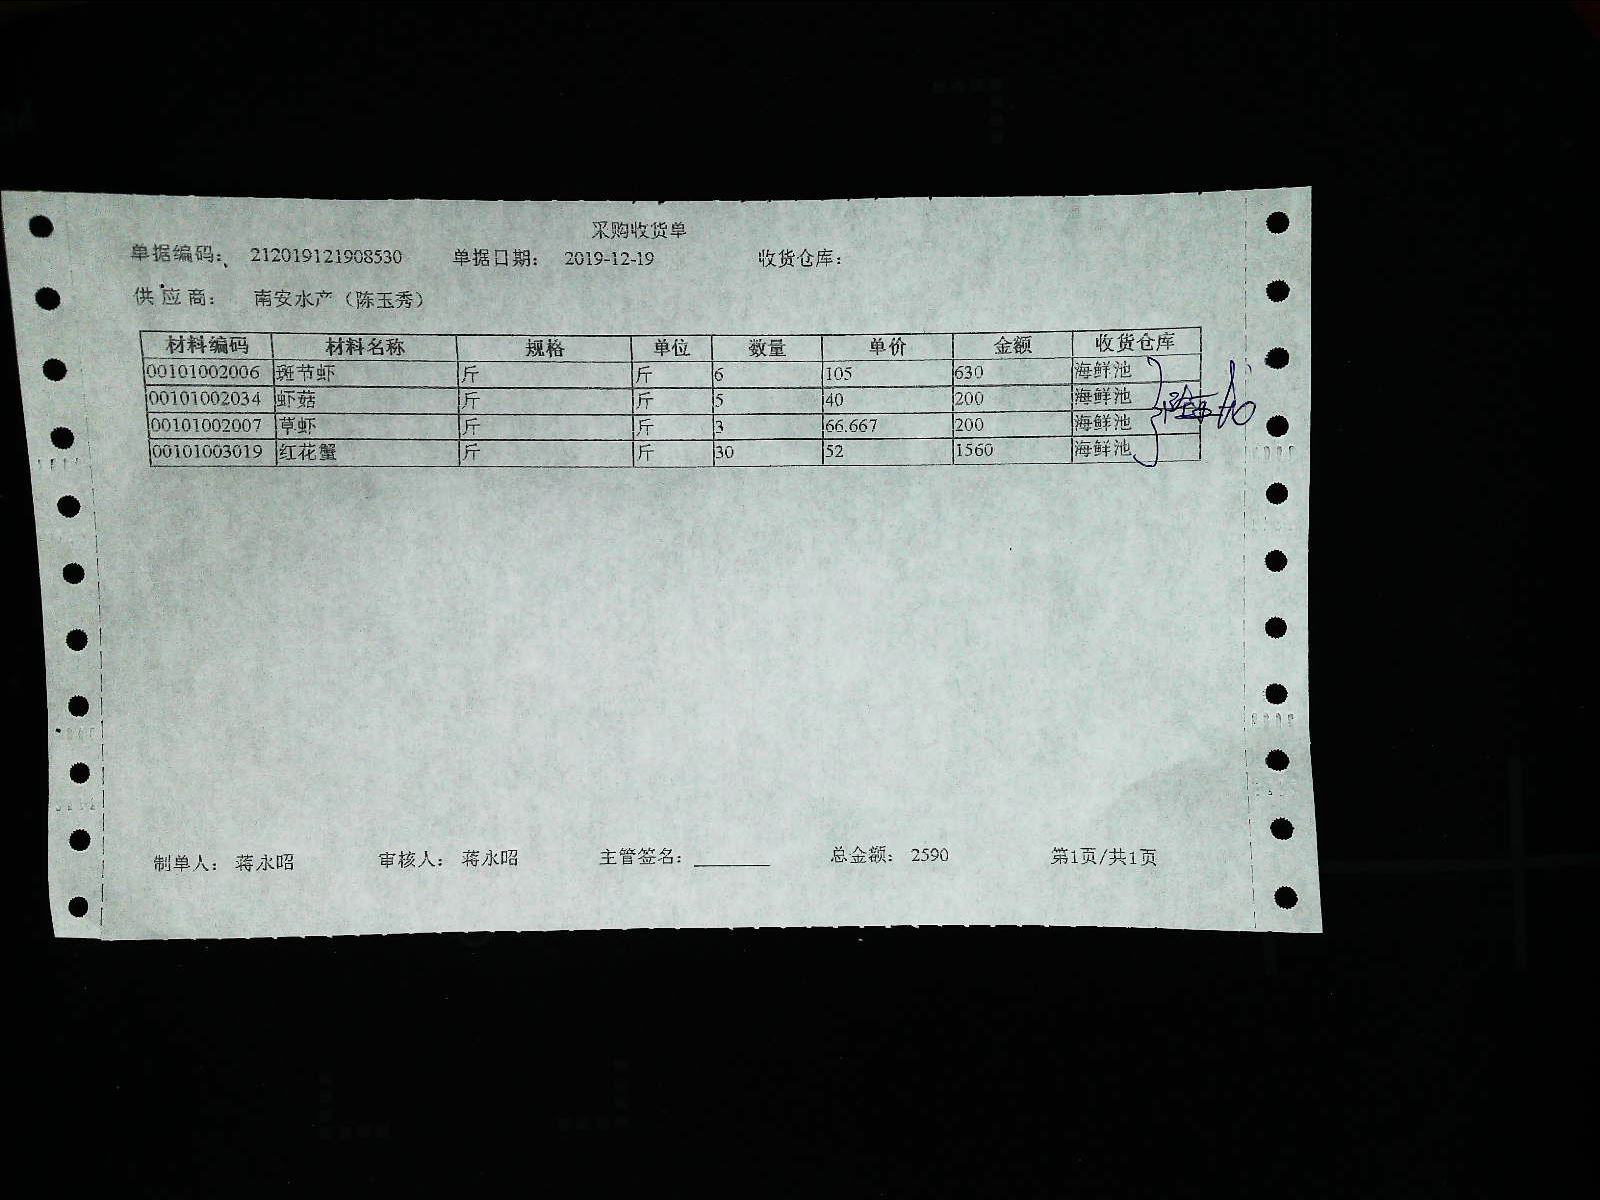 采购收货单
单据编码： 212019121908530 单据日期： 2019-12-19 收货仓库：
供应商： 南安水产（陈玉秀）
材料编码 材料名称 规格 单位 数量 单价 金额 收货仓库
00101002006 斑节虾 斤 斤 6 105 630 海鲜池
00101002034 虾菇 斤 斤 5 40 200 海鲜池
00101002007 草虾 斤 斤 3 66.667 200 海鲜池
00101003019 红花蟹 斤 斤 30 52 1560 海鲜池
制单人： 蒋永昭 审核人： 蒋永昭 主管签名： 总金额： 2590 第1页/共1页